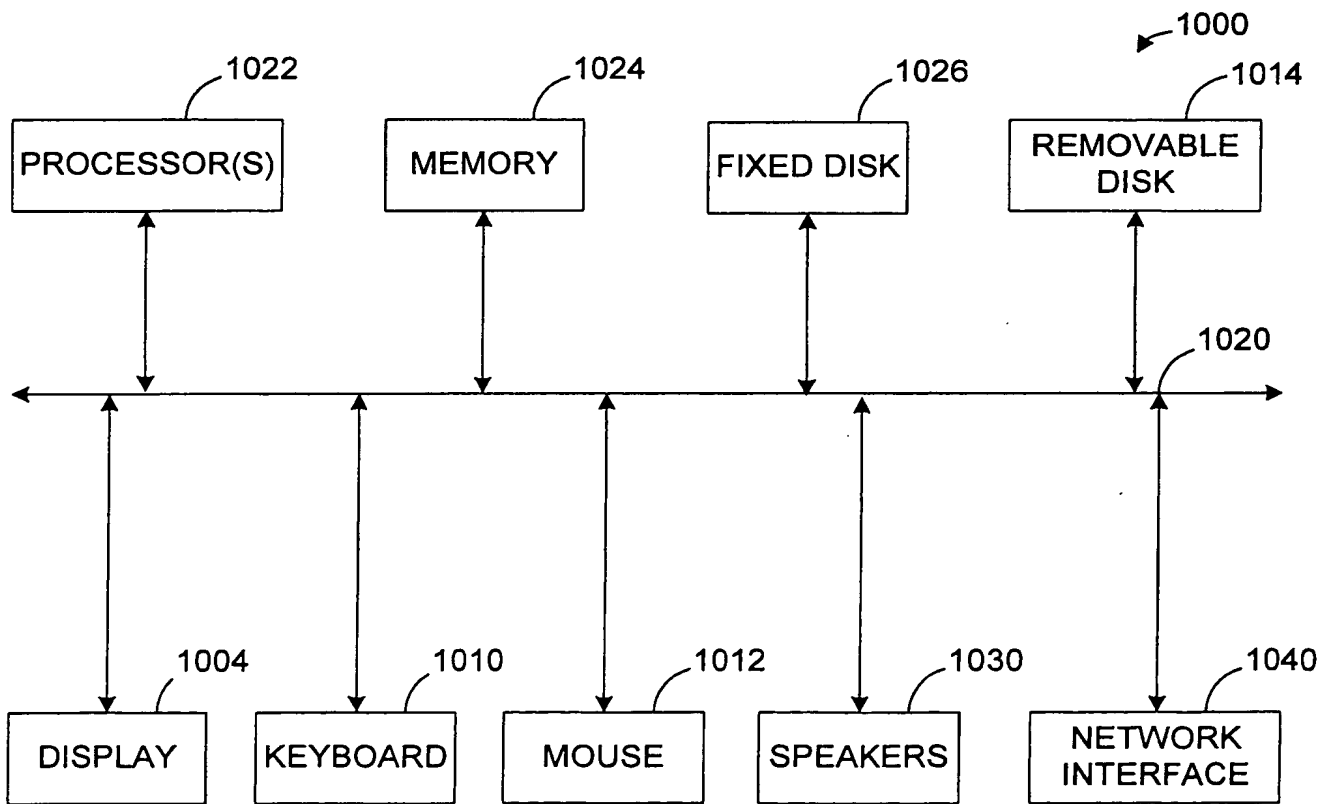 1000
1022
1024
1026
1014
PROCESSOR(S)
MEMORY
FIXED DISK
REMOVABLE
DISK
1020
1004
1010
1012
1030
1040
DISPLAY
KEYBOARD
MOUSE
SPEAKERS
NETWORK
INTERFACE